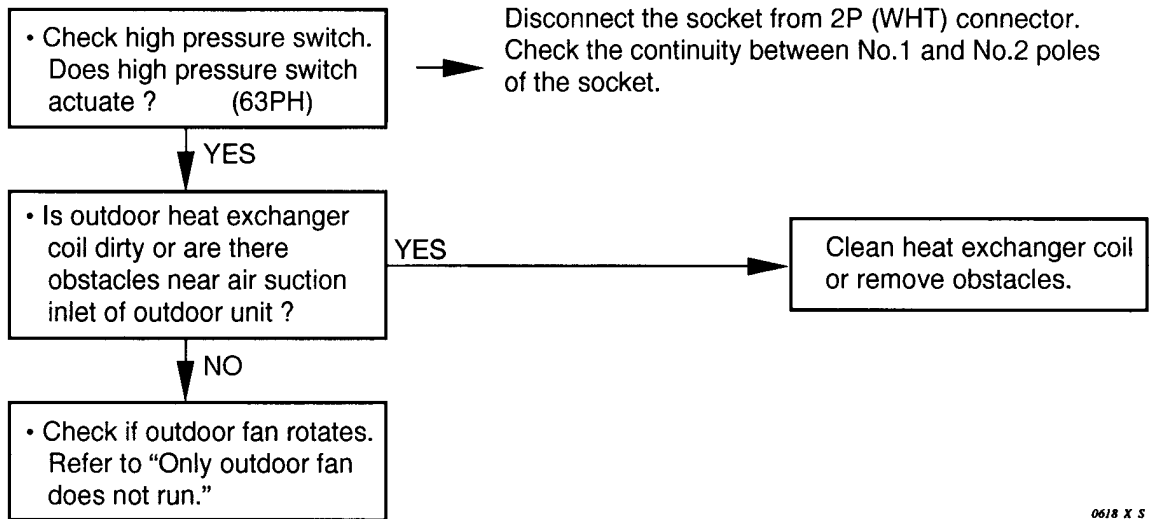 • Check high pressure switch.
Does high pressure switch
actuate ? (63PH)
Disconnect the socket from 2P (WHT) connector.
Check the continuity between No.1 and No.2 poles
of the socket.
YES
• Is outdoor heat exchanger
coil dirty or are there
obstacles near air suction
inlet of outdoor unit ?
YES
Clean heat exchanger coil
or remove obstacles.
NO
• Check if outdoor fan rotates.
Refer to “Only outdoor fan
does not run.”
0618 X S